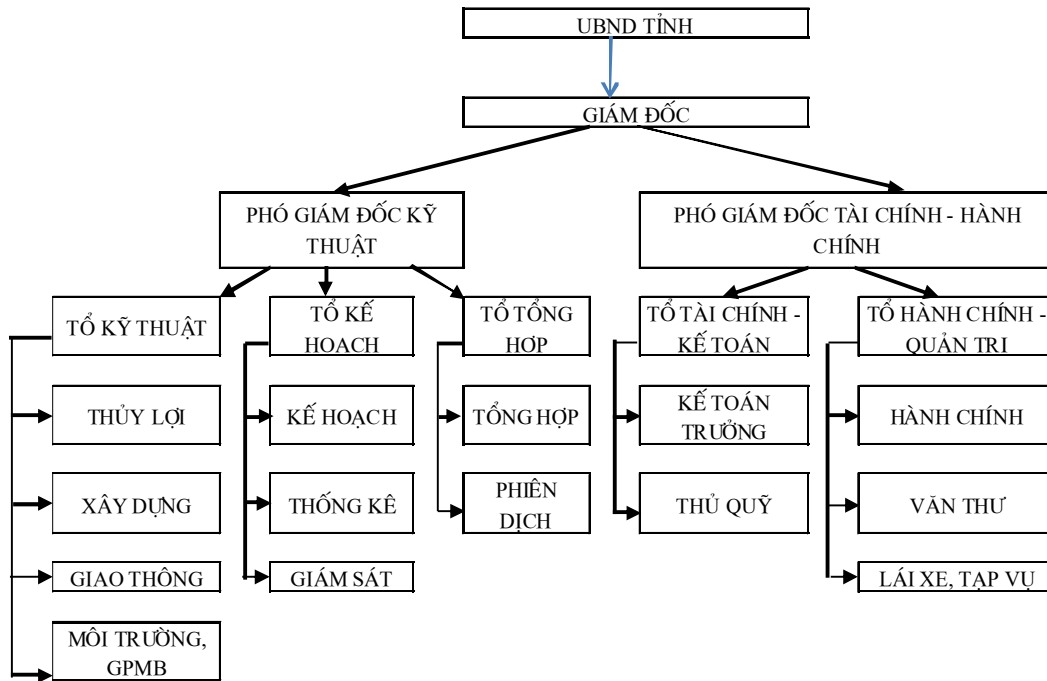 UBND TỈNH
GIÁM ĐỐC
PHÓ GIÁM ĐỐC KỸ
THUẬT
PHÓ GIÁM ĐỐC TÀI CHÍNH - HÀNH
CHÍNH
TỔ KỸ THUẬT
TỔ KẾ
HOACH
TỔ TỔNG
HƠP
TỔ TÀI CHÍNH -
KẾ TOÁN
TỔ HÀNH CHÍNH -
QUẢN TRI
THỦY LỢI
KẾ HOẠCH
TỔNG HỢP
KẾ TOÁN
TRƯỞNG
HÀNH CHÍNH
XÂY DỰNG
THỐNG KÊ
PHIÊN
DỊCH
THỦ QUỸ
VĂN THƯ
GIAO THÔNG
GIÁM SÁT
LÁI XE, TẠP VỤ
MÔI TRƯỜNG,
GPMB